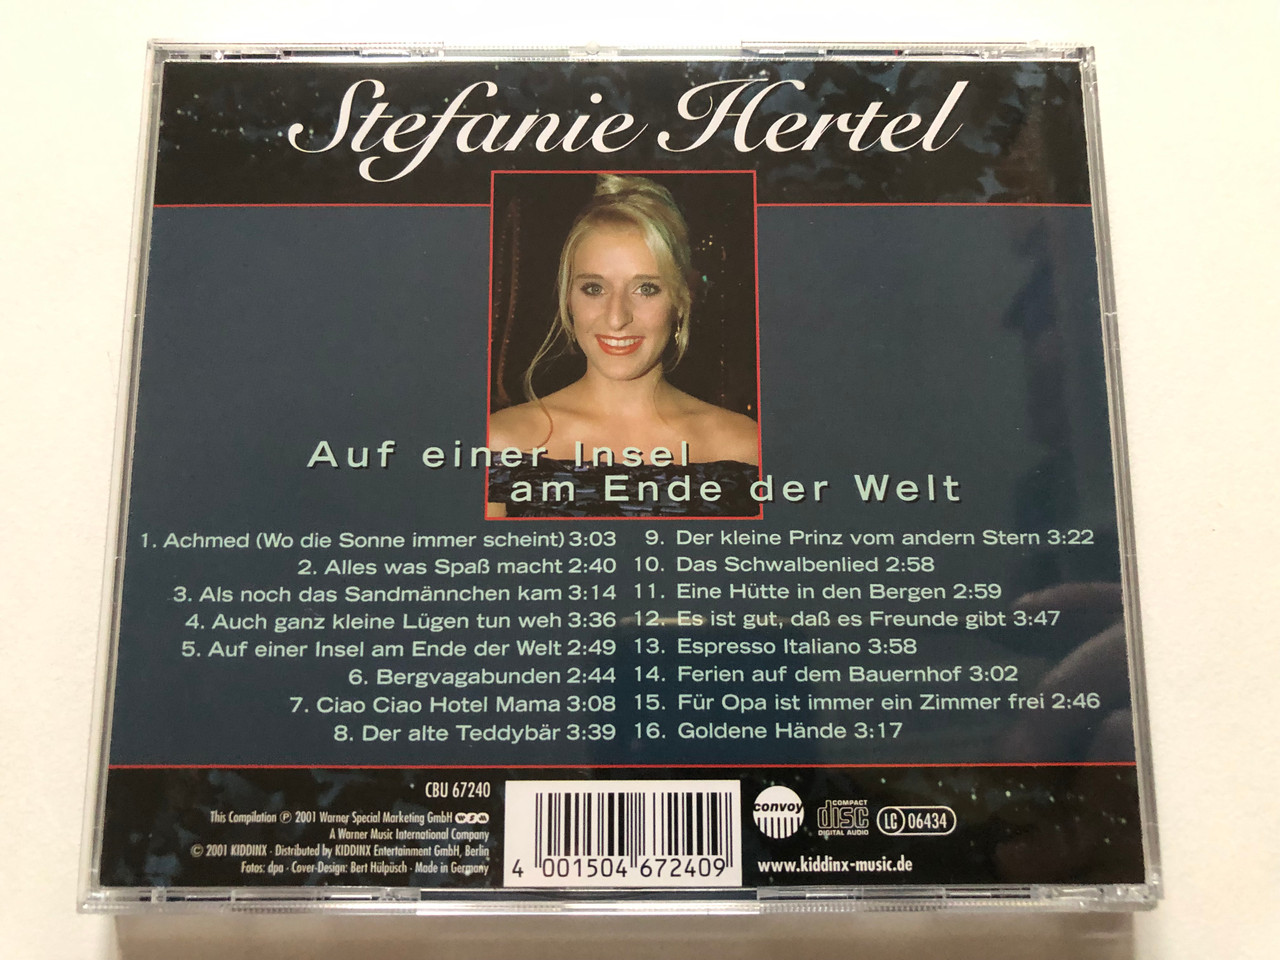 Stefanie Hertel
Auf einer Insel
am Ende der Welt
1. Achmed (Wo die Sonne immer scheint) 3:03
2. Alles was Spaß macht 2:40
3. Als noch das Sandmännchen kam 3:14
4. Auch ganz kleine Lügen tun weh 3:36
5. Auf einer Insel am Ende der Welt 2:49
6. Bergvagabunden 2:44
7. Ciao Ciao Hotel Mama 3:08
8. Der alte Teddybär 3:39
9. Der kleine Prinz vom andern Stern 3:22
10. Das Schwalbenlied 2:58
11. Eine Hütte in den Bergen 2:59
12. Es ist gut, daß es Freunde gibt 3:47
13. Espresso Italiano 3:58
14. Ferien auf dem Bauernhof 3:02
15. Für Opa ist immer ein Zimmer frei 2:46
16. Goldene Hände 3:17
CBU 67240
This Compilation ℗ 2001 Warner Special Marketing GmbH wsm
A Warner Music International Company
© 2001 KIDDINX · Distributed by KIDDINX Entertainment GmbH, Berlin
Fotos: dpa · Cover-Design: Bert Hülpüsch · Made in Germany
4 001504 672409
convoy
COMPACT
disc
DIGITAL AUDIO
LC 06434
www.kiddinx-music.de